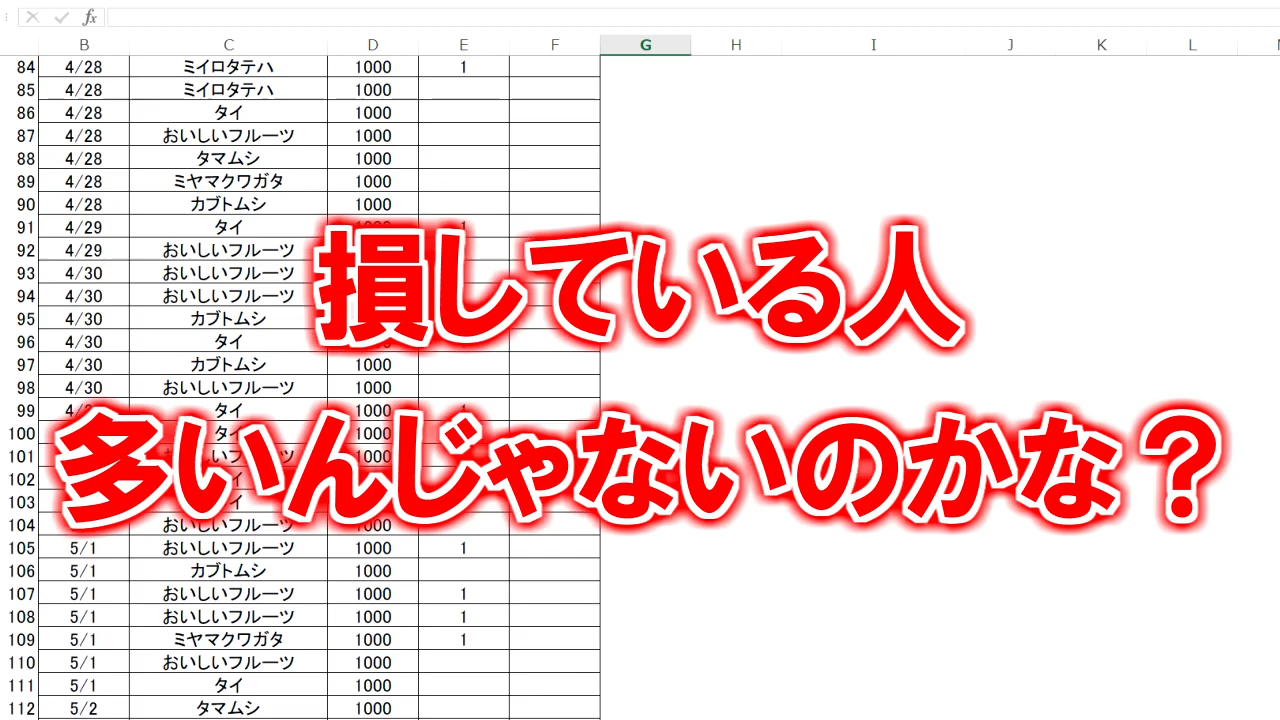 fx
B C D E F G H I J K L
84 4/28 ミイロタテハ 1000 1
85 4/28 ミイロタテハ 1000
86 4/28 タイ 1000
87 4/28 おいしいフルーツ 1000
88 4/28 タマムシ 1000
89 4/28 ミヤマクワガタ 1000
90 4/28 カブトムシ 1000
91 4/29 タイ 1000 1
92 4/29 おいしいフルーツ
93 4/30 おいしいフルーツ
94 4/30 おいしいフルーツ
95 4/30 カブトムシ
96 4/30 タイ
97 4/30 カブトムシ 1000
98 4/30 おいしいフルーツ 1000
99 タイ 1000 1
100 タイ 1000
101 1000
102
103
104 おいしいフルーツ 1000
105 5/1 おいしいフルーツ 1000 1
106 5/1 カブトムシ 1000
107 5/1 おいしいフルーツ 1000 1
108 5/1 おいしいフルーツ 1000 1
109 5/1 ミヤマクワガタ 1000 1
110 5/1 おいしいフルーツ 1000
111 5/1 タイ 1000
112 5/2 タマムシ 1000
損している人
多いんじゃないのかな？